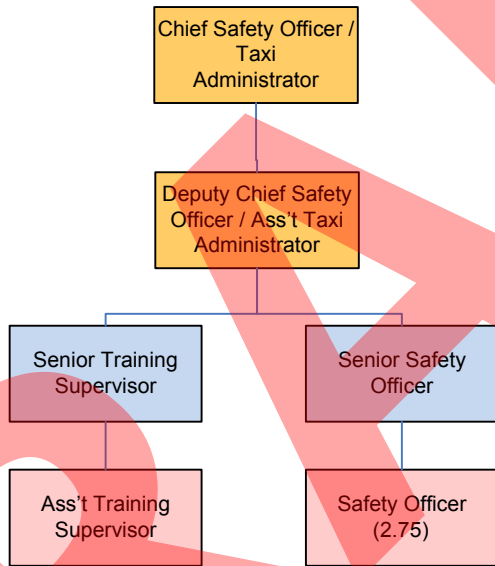 Chief Safety Officer /
Taxi
Administrator
Deputy Chief Safety
Officer / Ass’t Taxi
Administrator
Senior Training
Supervisor
Senior Safety
Officer
Ass’t Training
Supervisor
Safety Officer
(2.75)